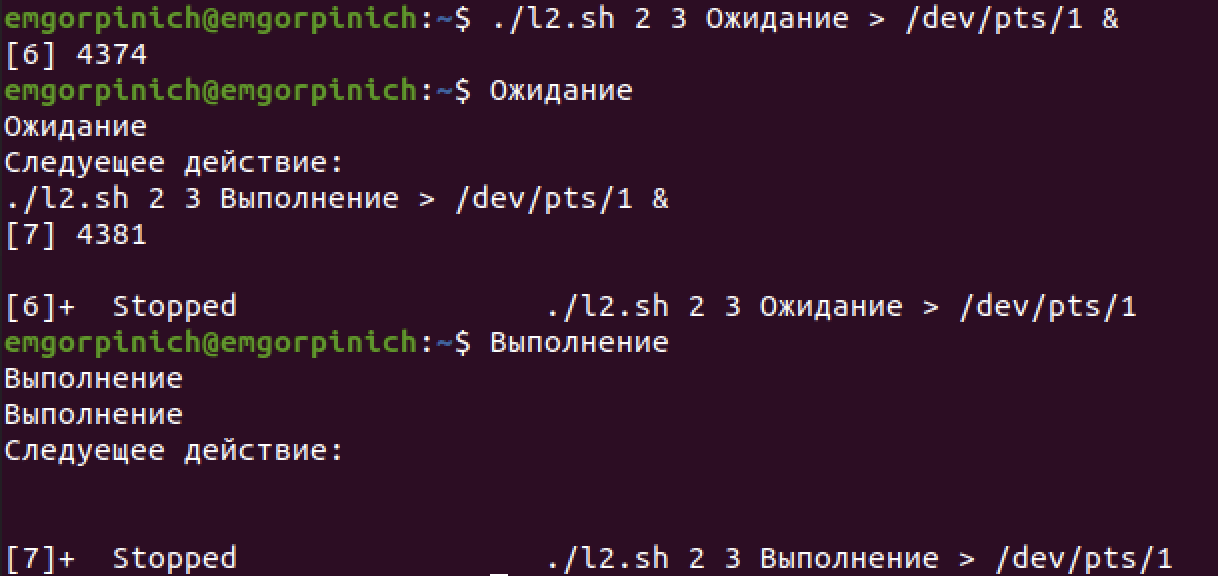 emgorpinich@emgorpinich:~$ ./l2.sh 2 3 Ожидание > /dev/pts/1 &
[6] 4374
emgorpinich@emgorpinich:~$ Ожидание
Ожидание
Следуещее действие:
./l2.sh 2 3 Выполнение > /dev/pts/1 &
[7] 4381
[6]+  Stopped                 ./l2.sh 2 3 Ожидание > /dev/pts/1
emgorpinich@emgorpinich:~$ Выполнение
Выполнение
Выполнение
Следуещее действие:
[7]+  Stopped                 ./l2.sh 2 3 Выполнение > /dev/pts/1